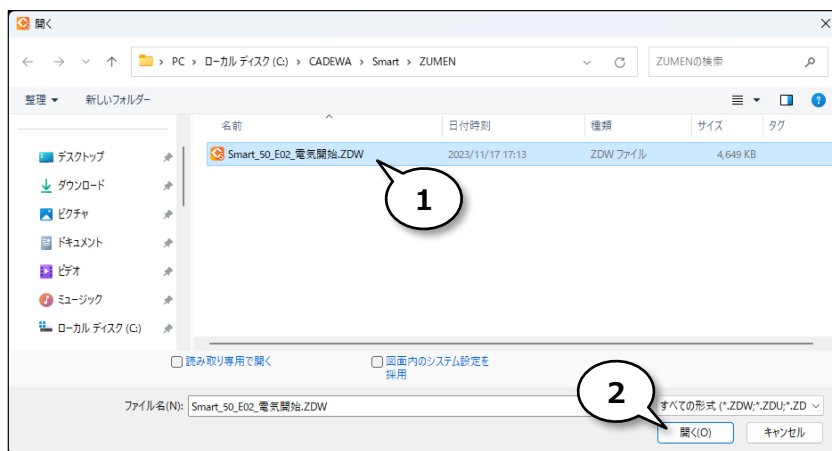 開く
PC › ローカル ディスク (C:) › CADEWA › Smart › ZUMEN
ZUMENの検索
整理 新しいフォルダー
名前 日付時刻 種類 サイズ タグ
Smart_50_E02_電気開始.ZDW 2023/11/17 17:13 ZDW ファイル 4,649 KB
1
デスクトップ
ダウンロード
ピクチャ
ドキュメント
ビデオ
ミュージック
ローカル ディスク (C:)
読み取り専用で開く
図面内のシステム設定を
採用
2
ファイル名(N): Smart_50_E02_電気開始.ZDW
すべての形式 (*.ZDW;*.ZDU;*.ZD
開く(O) キャンセル